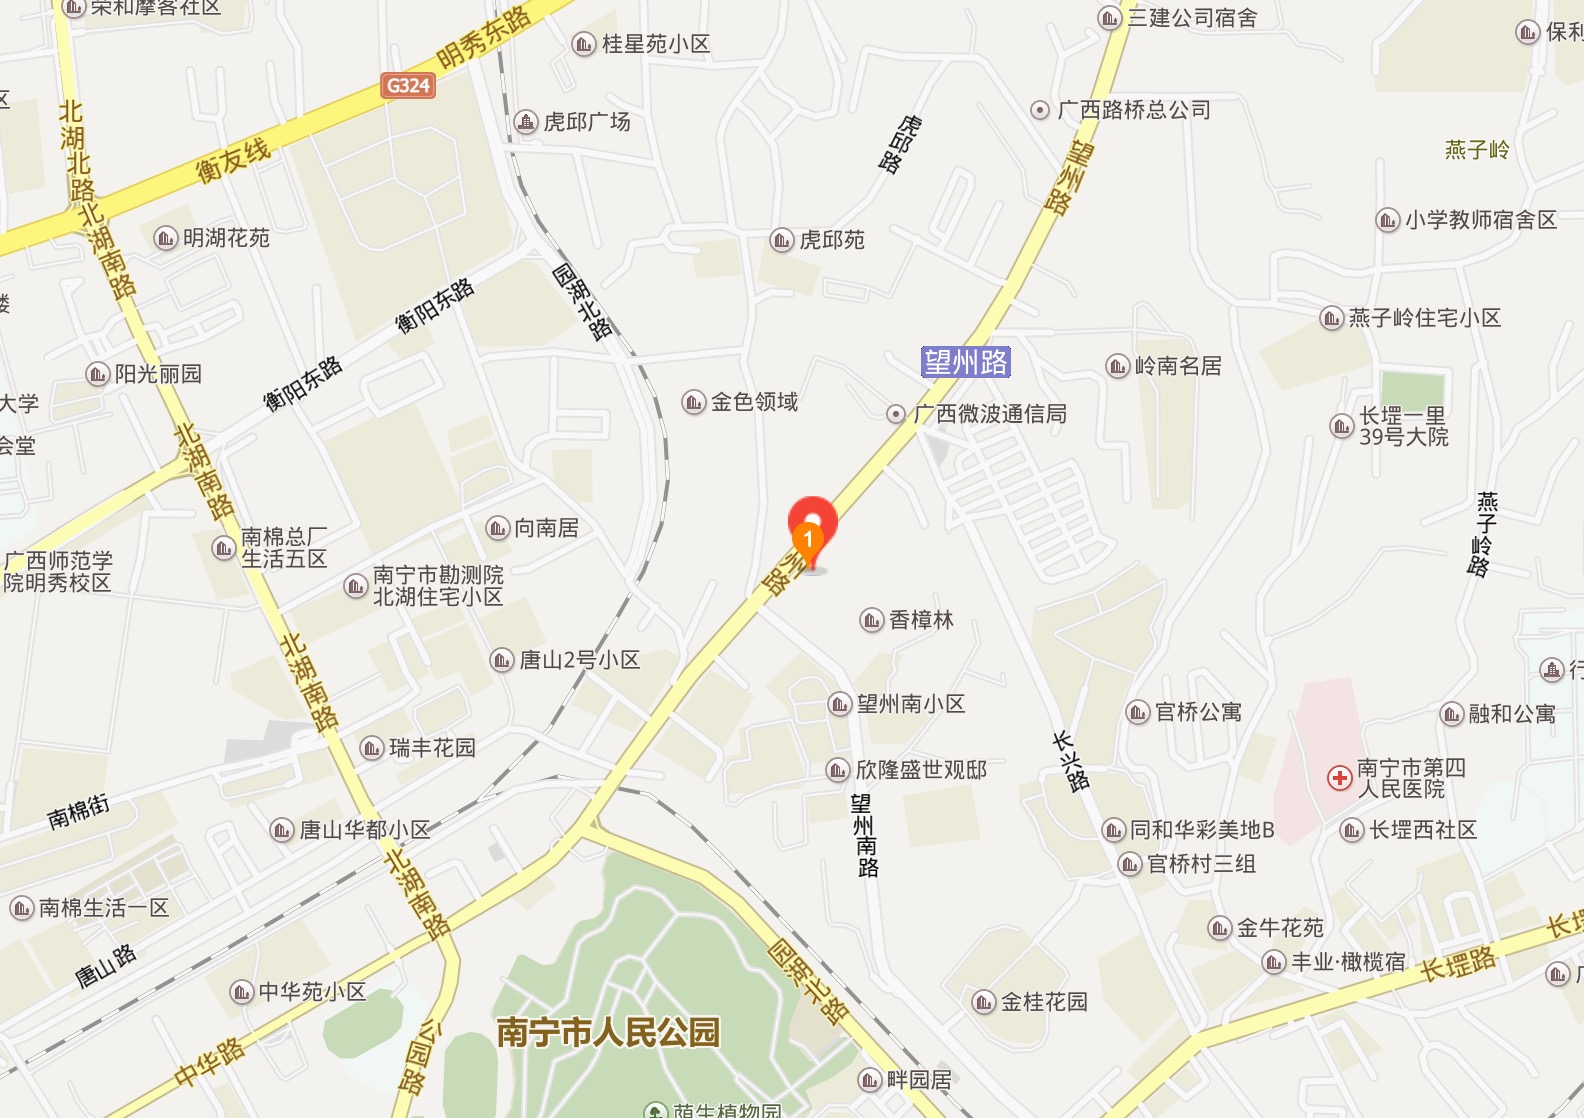 荣和摩客社区
明秀东路
桂星苑小区
三建公司宿舍
保利
G324
区
北湖北路
虎邱广场
虎邱路
广西路桥总公司
燕子岭
衡友线
望州路
北湖南路
明湖花苑
虎邱苑
小学教师宿舍区
园湖北路
衡阳东路
楼
燕子岭住宅小区
望州路
阳光丽园
衡阳东路
岭南名居
大学
金色领域
广西微波通信局
长堽一里
39号大院
会堂
北湖南路
燕子岭路
向南居
南棉总厂
生活五区
1
州路
广西师范学
院明秀校区
南宁市勘测院
北湖住宅小区
香樟林
北湖南路
唐山2号小区
行
望州南小区
官桥公寓
融和公寓
瑞丰花园
长兴路
欣隆盛世观邸
南宁市第四
人民医院
南棉街
望州南路
唐山华都小区
同和华彩美地B
长堽西社区
官桥村三组
北湖南路
南棉生活一区
金牛花苑
长堽
唐山路
园湖北路
丰业·橄榄宿
长堽路
中华苑小区
金桂花园
广
南宁市人民公园
公园路
中华路
畔园居
荫生植物园